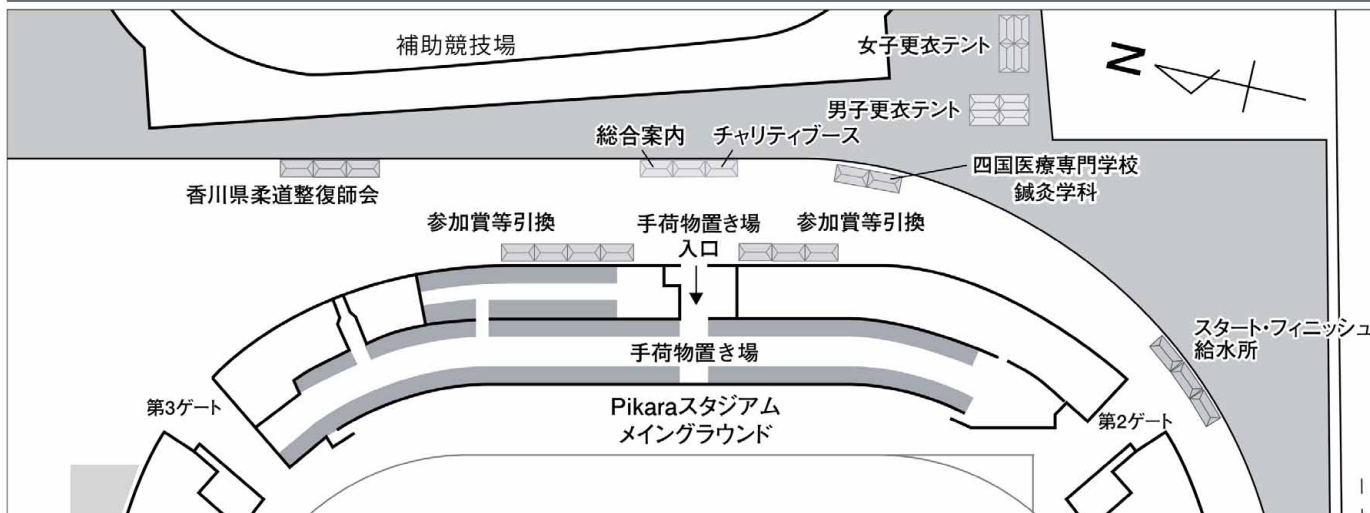 補助競技場
女子更衣テント
N
男子更衣テント
総合案内
チャリティブース
四国医療専門学校
鍼灸学科
香川県柔道整復師会
参加賞等引換
手荷物置き場
入口
参加賞等引換
スタート・フィニッシュ
給水所
手荷物置き場
第3ゲート
Pikaraスタジアム
メイングラウンド
第2ゲート